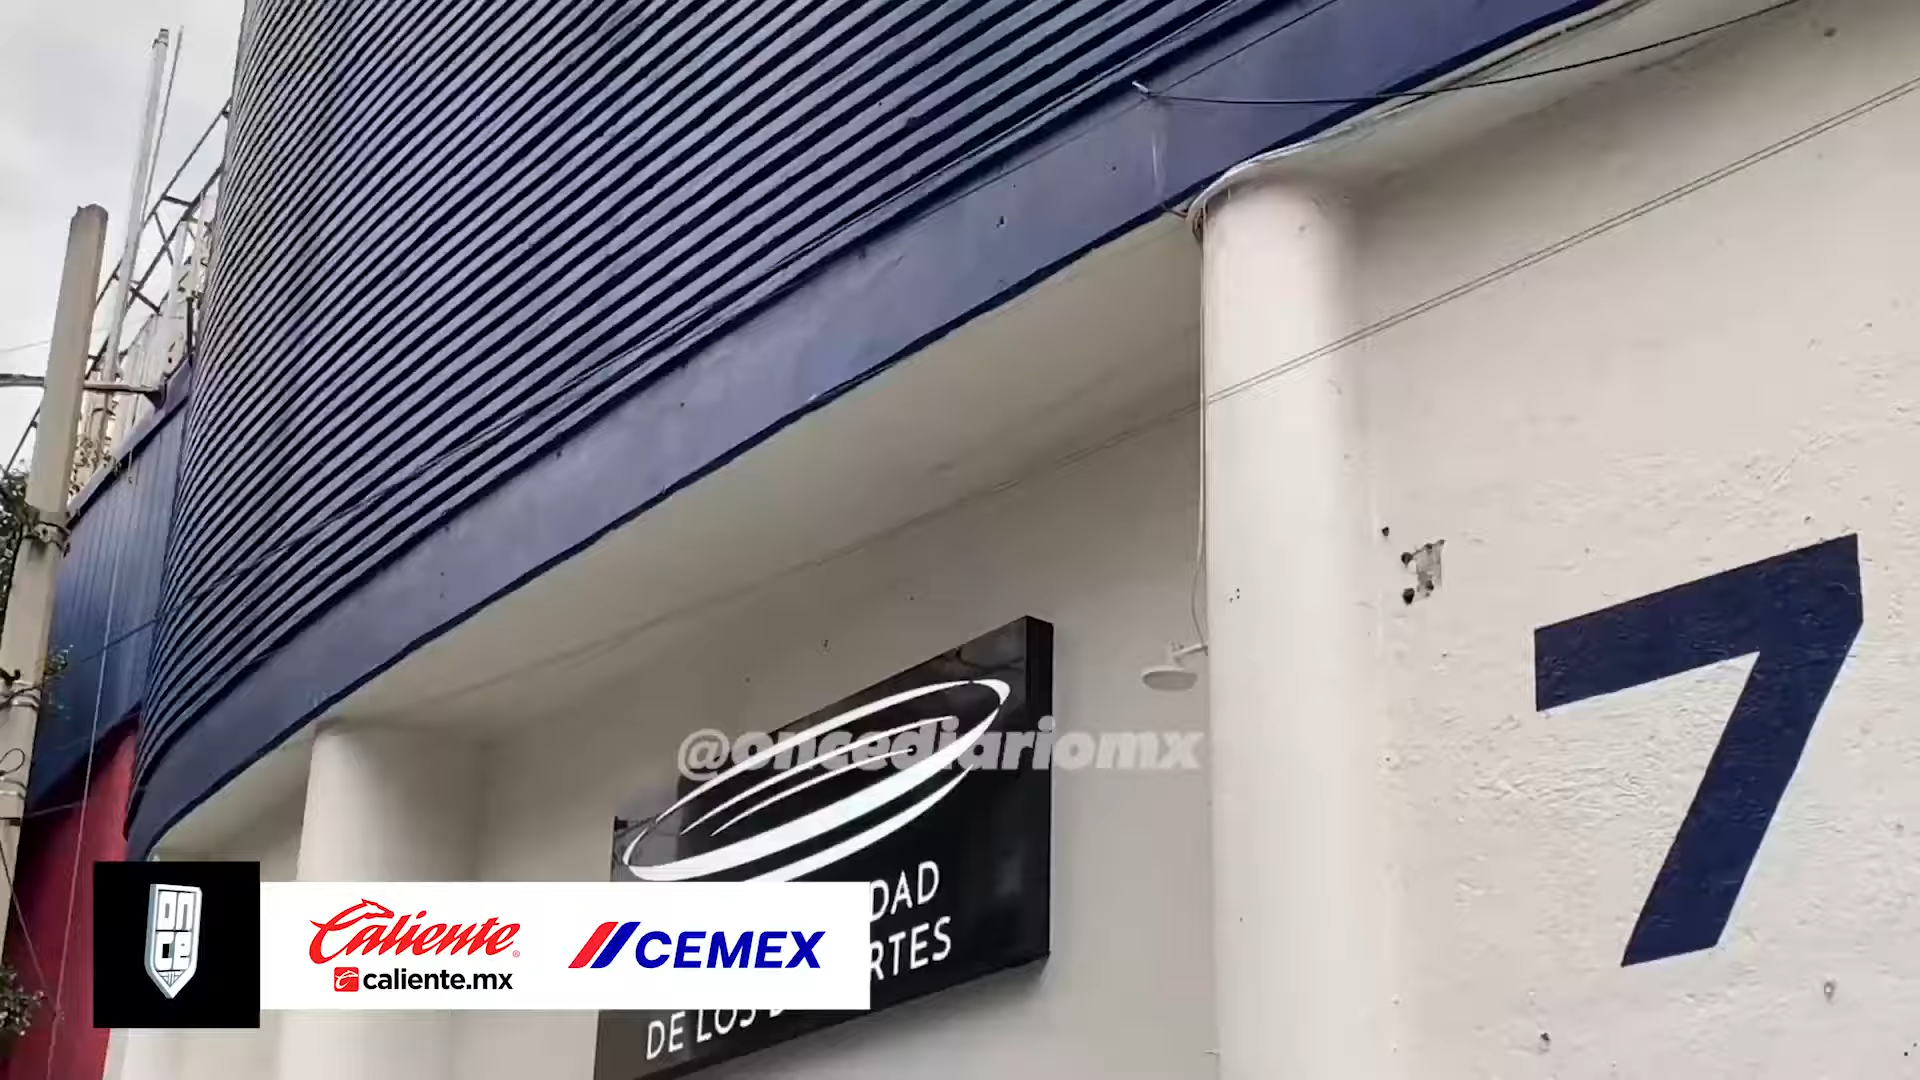 7
@oncediariomx
DAD
DE LOS RTES
ONCE
Caliente
caliente.mx
CEMEX